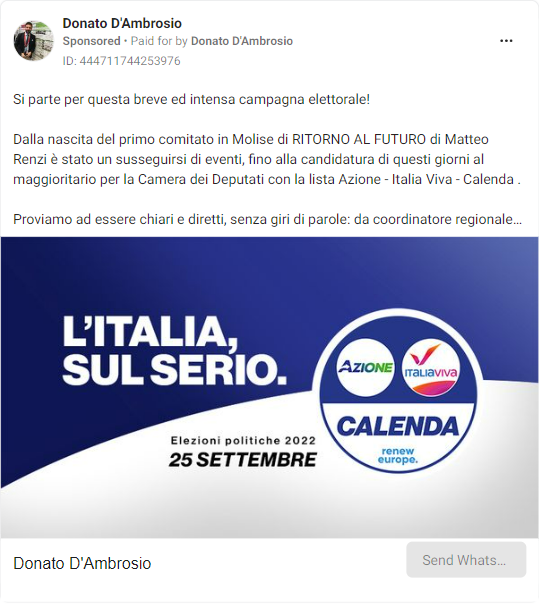 Donato D'Ambrosio
Sponsored • Paid for by Donato D'Ambrosio
ID: 444711744253976
Si parte per questa breve ed intensa campagna elettorale!
Dalla nascita del primo comitato in Molise di RITORNO AL FUTURO di Matteo
Renzi è stato un susseguirsi di eventi, fino alla candidatura di questi giorni al
maggioritario per la Camera dei Deputati con la lista Azione - Italia Viva - Calenda .
Proviamo ad essere chiari e diretti, senza giri di parole: da coordinatore regionale…
L'ITALIA,
SUL SERIO.
AZIONE
ITALIAVIVA
CALENDA
renew
europe.
Elezioni politiche 2022
25 SETTEMBRE
Donato D'Ambrosio
Send Whats…